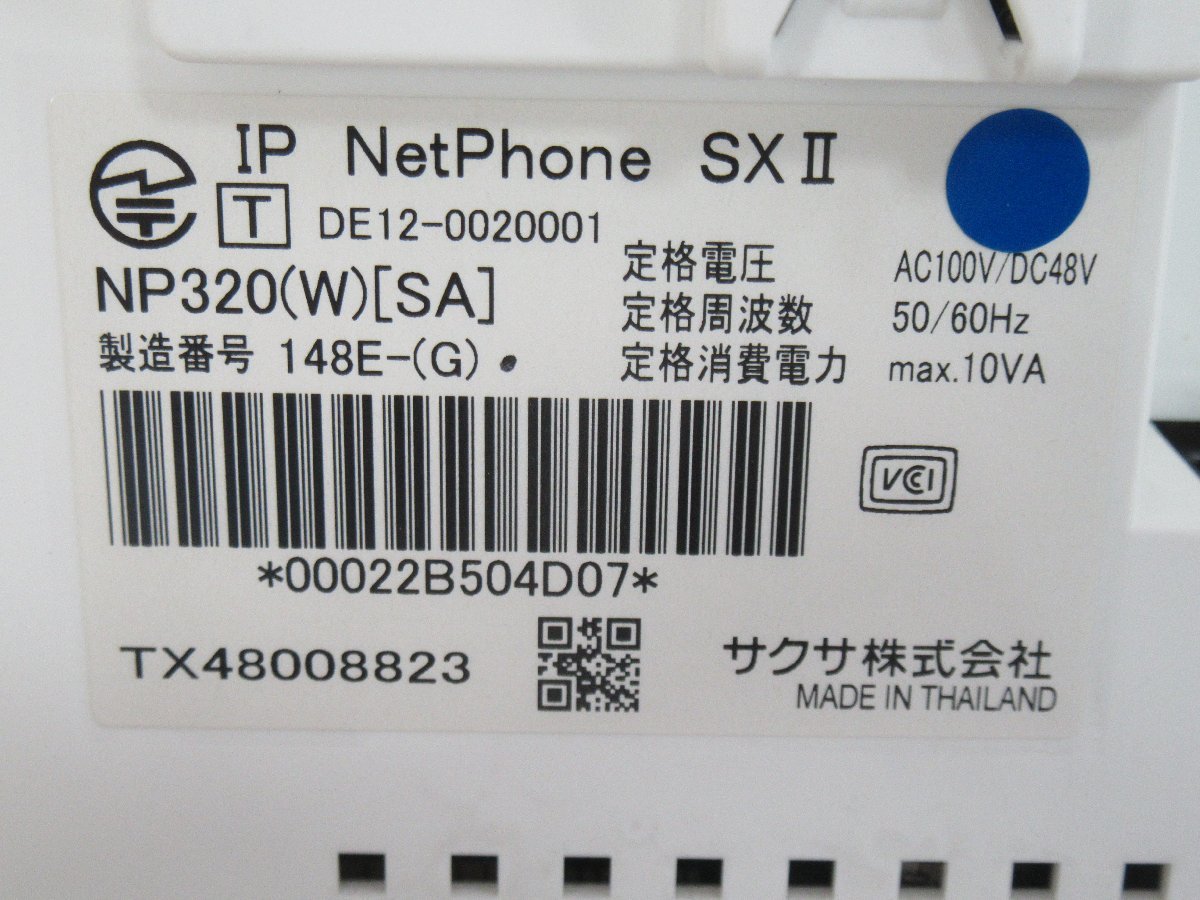 IP NetPhone SXⅡ
T DE12-0020001
NP320(W)[SA]
製造番号 148E-(G)
定格電圧 AC100V/DC48V
定格周波数 50/60Hz
定格消費電力 max.10VA
VCCI
*00022B504D07*
TX48008823
サクサ株式会社
MADE IN THAILAND